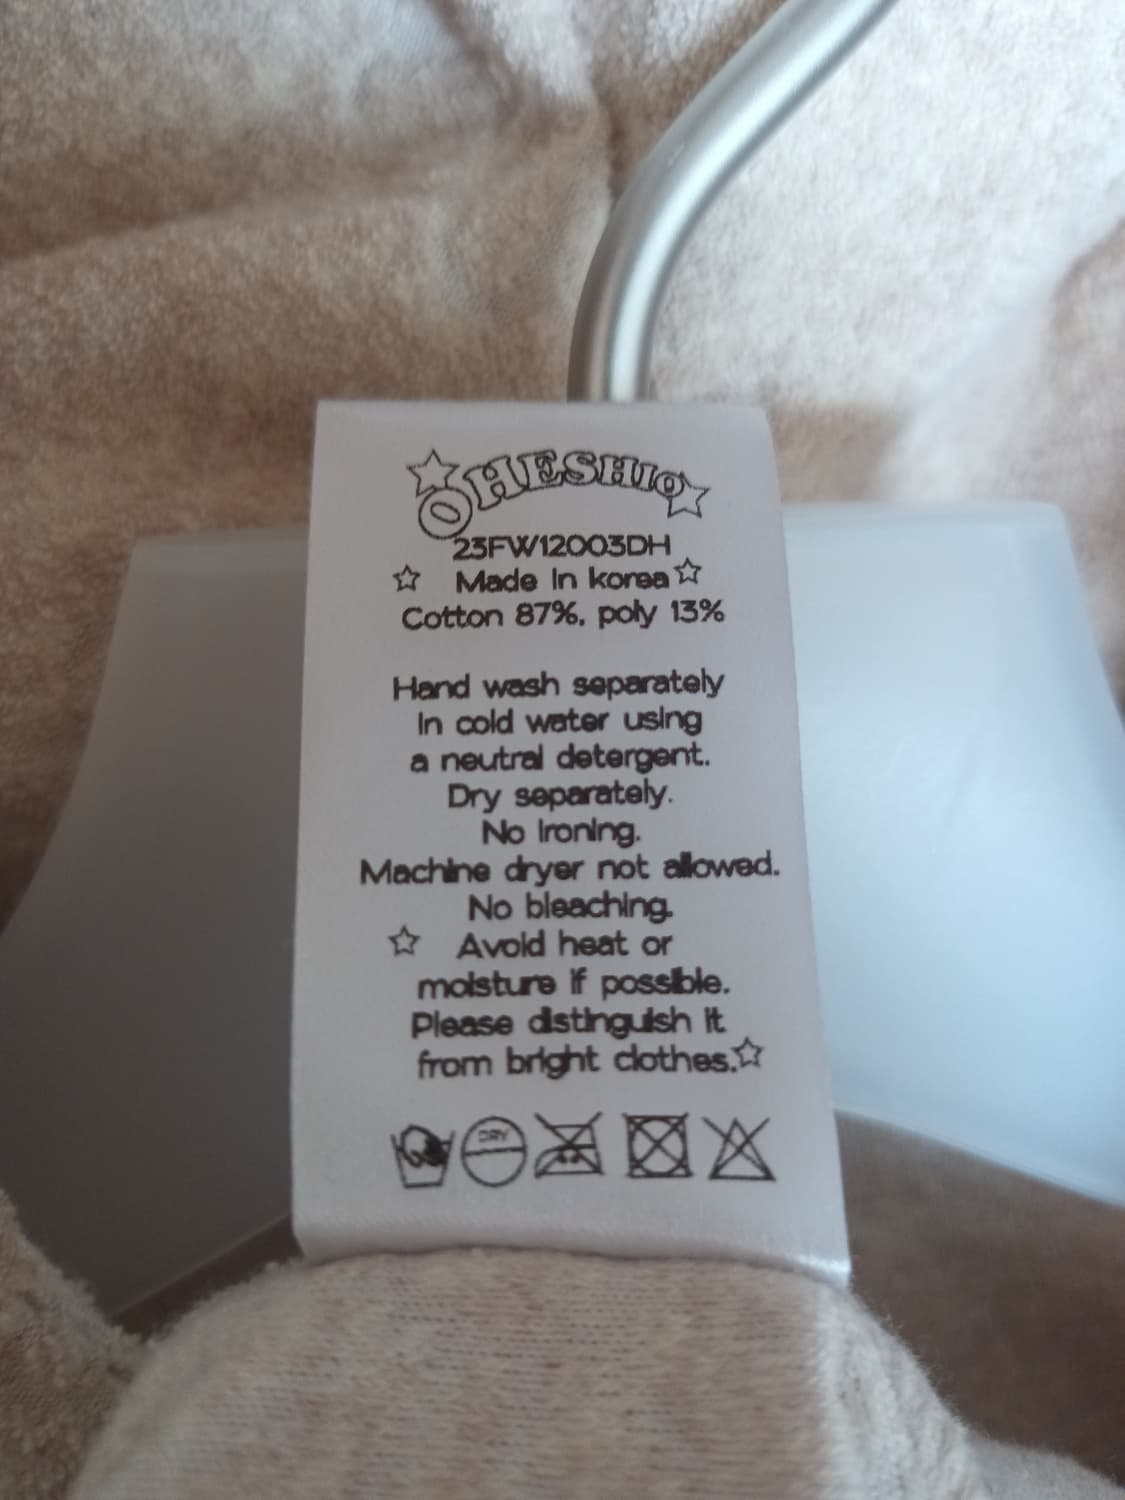 OHESHIO
23FW12003DH
☆ Made In korea ☆
Cotton 87%, poly 13%
Hand wash separately
in cold water using
a neutral detergent.
Dry separately.
No ironing.
Machine dryer not allowed.
No bleaching.
☆ Avoid heat or
moisture if possible.
Please distinguish it
from bright clothes.☆
DRY